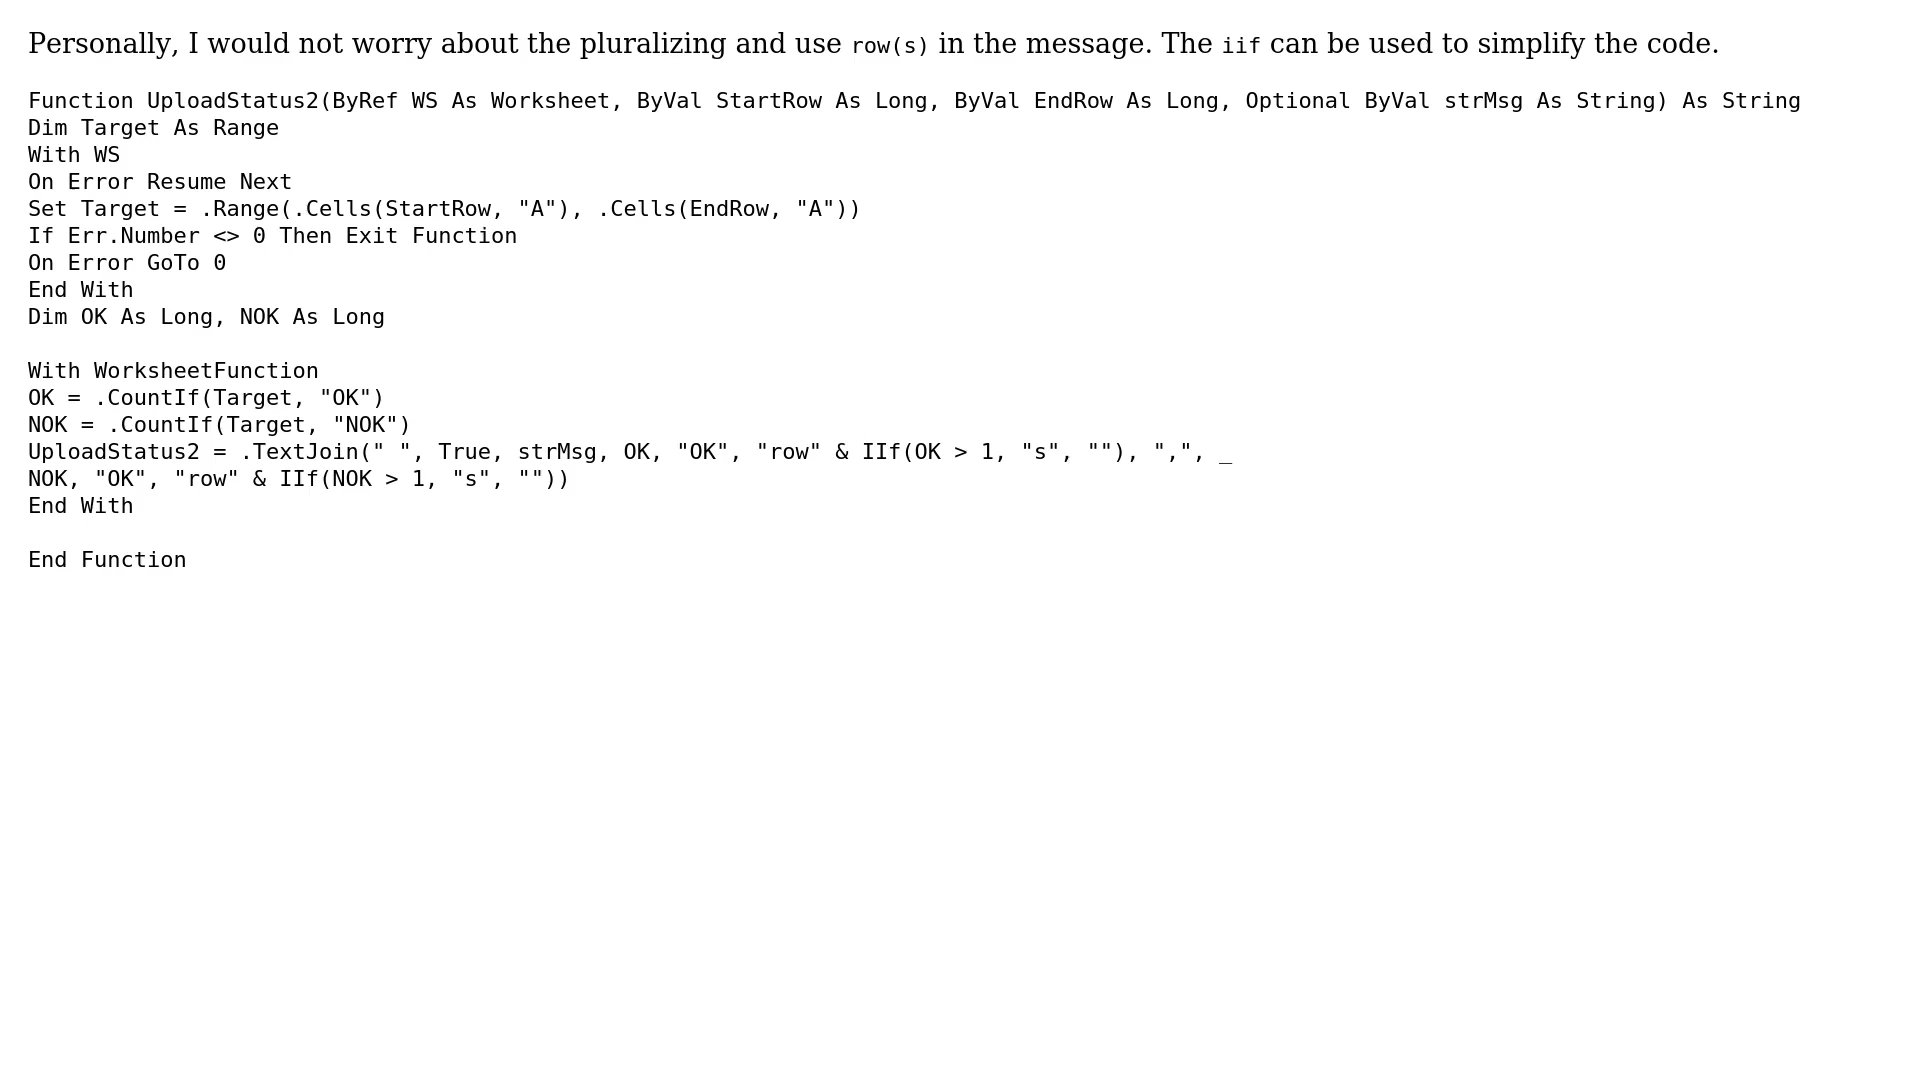 Personally, I would not worry about the pluralizing and use row(s) in the message. The iif can be used to simplify the code.
Function UploadStatus2(ByRef WS As Worksheet, ByVal StartRow As Long, ByVal EndRow As Long, Optional ByVal strMsg As String) As String
Dim Target As Range
With WS
On Error Resume Next
Set Target = .Range(.Cells(StartRow, "A"), .Cells(EndRow, "A"))
If Err.Number <> 0 Then Exit Function
On Error GoTo 0
End With
Dim OK As Long, NOK As Long
With WorksheetFunction
OK = .CountIf(Target, "OK")
NOK = .CountIf(Target, "NOK")
UploadStatus2 = .TextJoin(" ", True, strMsg, OK, "OK", "row" & IIf(OK > 1, "s", ""), ",", _
NOK, "OK", "row" & IIf(NOK > 1, "s", ""))
End With
End Function